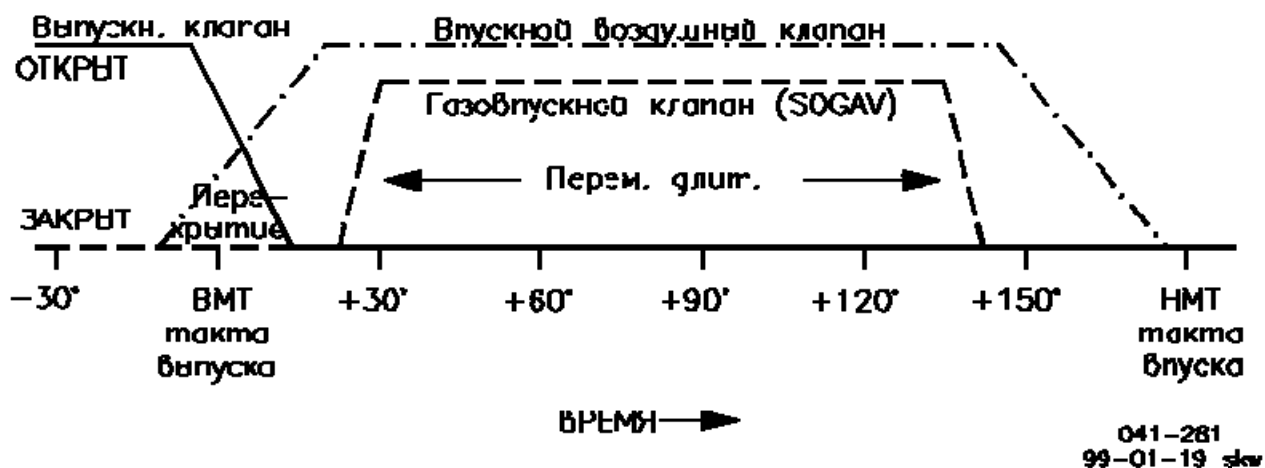 Выпускн. клапан
ОТКРЫТ
Впускной воздушный клапан
Газовпускной клапан (SOGAV)
Перем. длит.
Пере-
крытие
ЗАКРЫТ
-30°
ВМТ
такта
выпуска
+30°
+60°
+90°
+120°
+150°
НМТ
такта
впуска
ВРЕМЯ
041-281
99-01-19 skw